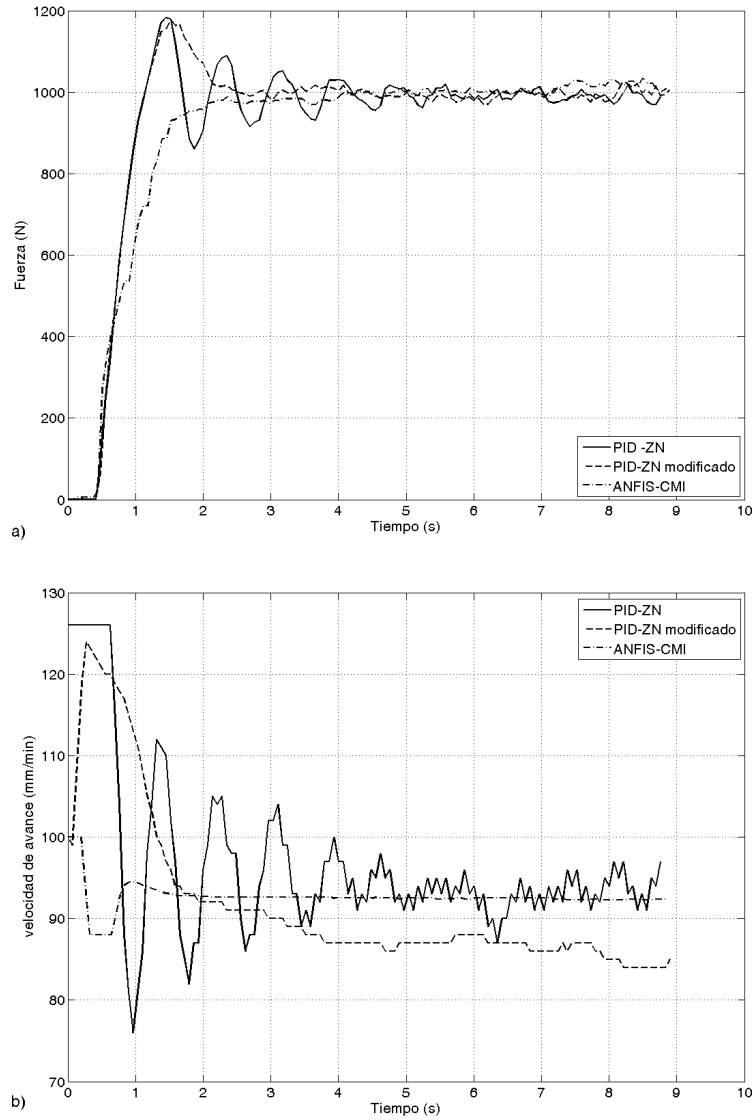 1200
1000
800
600
400
200
0
Fuerza (N)
PID -ZN
PID-ZN modificado
ANFIS-CMI
0 1 2 3 4 5 6 7 8 9 10
Tiempo (s)
a)
130
120
110
100
90
80
70
velocidad de avance (mm/min)
PID-ZN
PID-ZN modificado
ANFIS-CMI
0 1 2 3 4 5 6 7 8 9 10
Tiempo (s)
b)